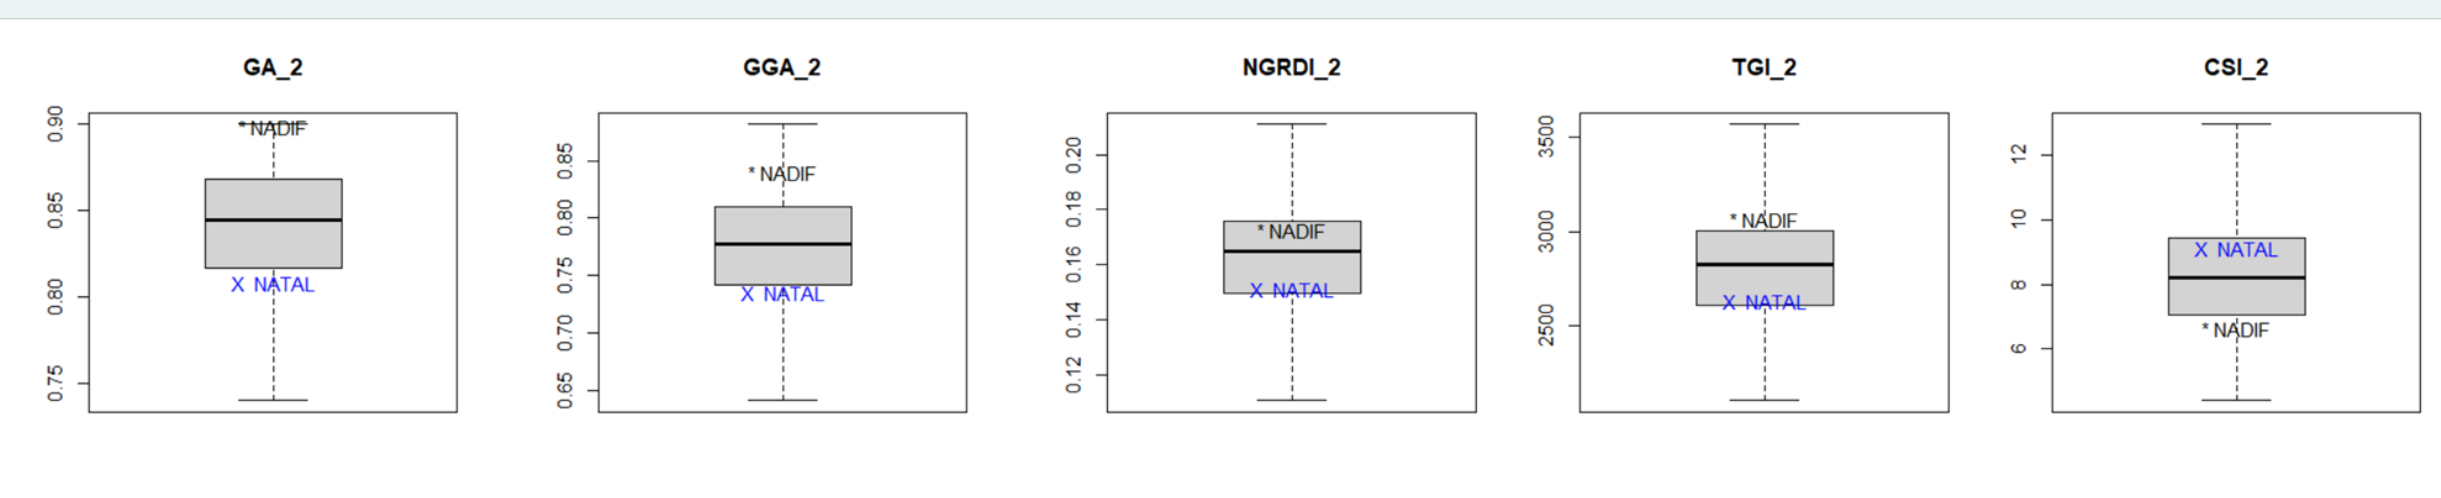 GA_2
0.90
0.85
0.80
0.75
* NADIF
X NATAL
GGA_2
0.85
0.80
0.75
0.70
0.65
* NADIF
X NATAL
NGRDI_2
0.20
0.18
0.16
0.14
0.12
* NADIF
X NATAL
TGI_2
3500
3000
2500
* NADIF
X NATAL
CSI_2
12
10
8
6
X NATAL
* NADIF